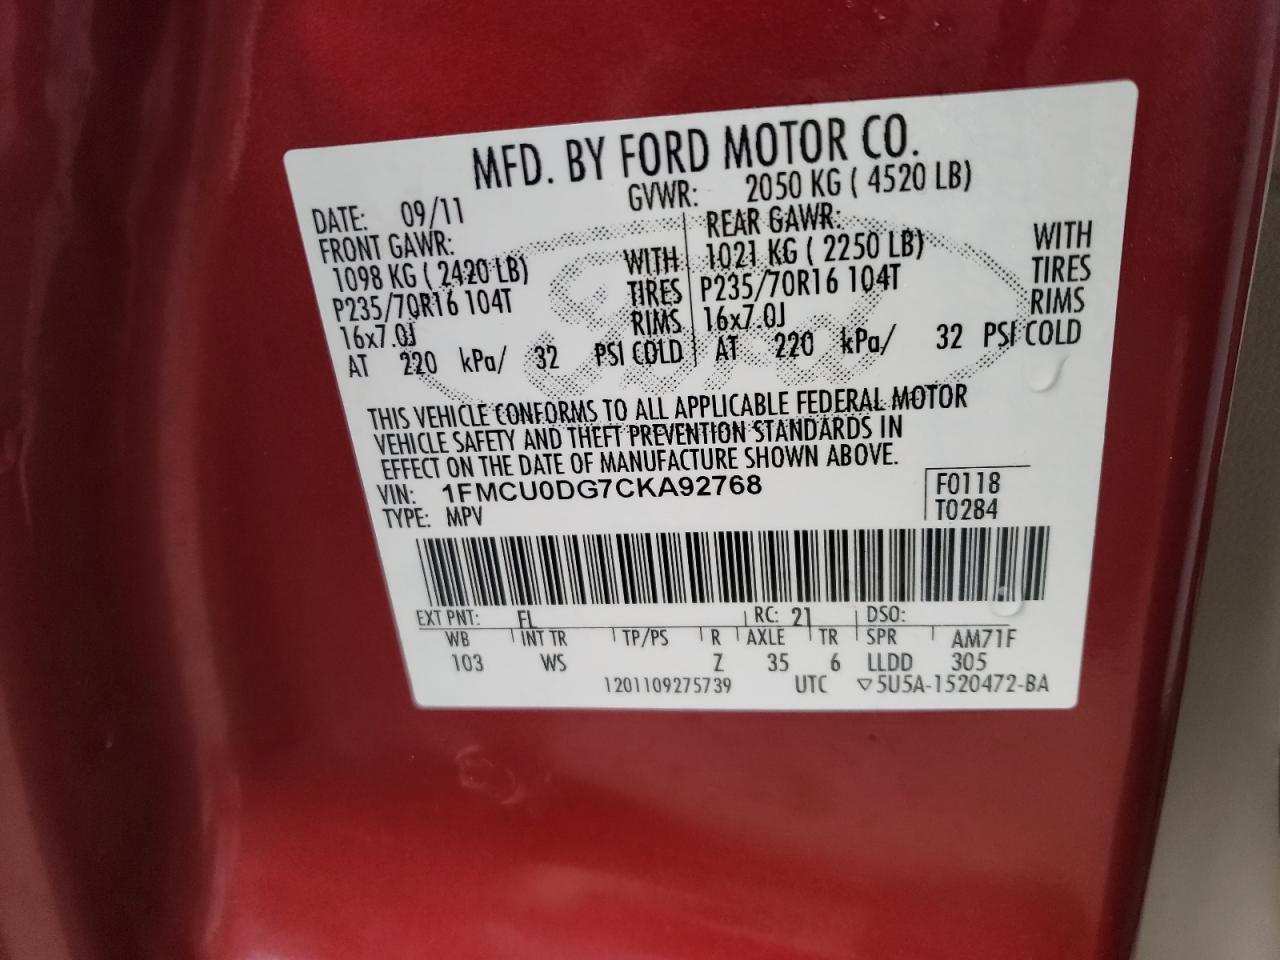 MFD. BY FORD MOTOR CO.
DATE: 09/11 GVWR: 2050 KG ( 4520 LB)
FRONT GAWR: REAR GAWR:
1098 KG ( 2420 LB) WITH 1021 KG ( 2250 LB) WITH
P235/70R16 104T TIRES P235/70R16 104T TIRES
16x7.0J RIMS 16x7.0J RIMS
AT 220 kPa/ 32 PSI COLD AT 220 kPa/ 32 PSI COLD
THIS VEHICLE CONFORMS TO ALL APPLICABLE FEDERAL MOTOR
VEHICLE SAFETY AND THEFT PREVENTION STANDARDS IN
EFFECT ON THE DATE OF MANUFACTURE SHOWN ABOVE.
VIN: 1FMCU0DG7CKA92768 F0118
TYPE: MPV T0284
EXT PNT: FL RC: 21 DSO:
WB INT TR TP/PS R AXLE TR SPR AM71F
103 WS Z 35 6 LLDD 305
1201109275739 UTC ▽5U5A-1520472-BA
Ford